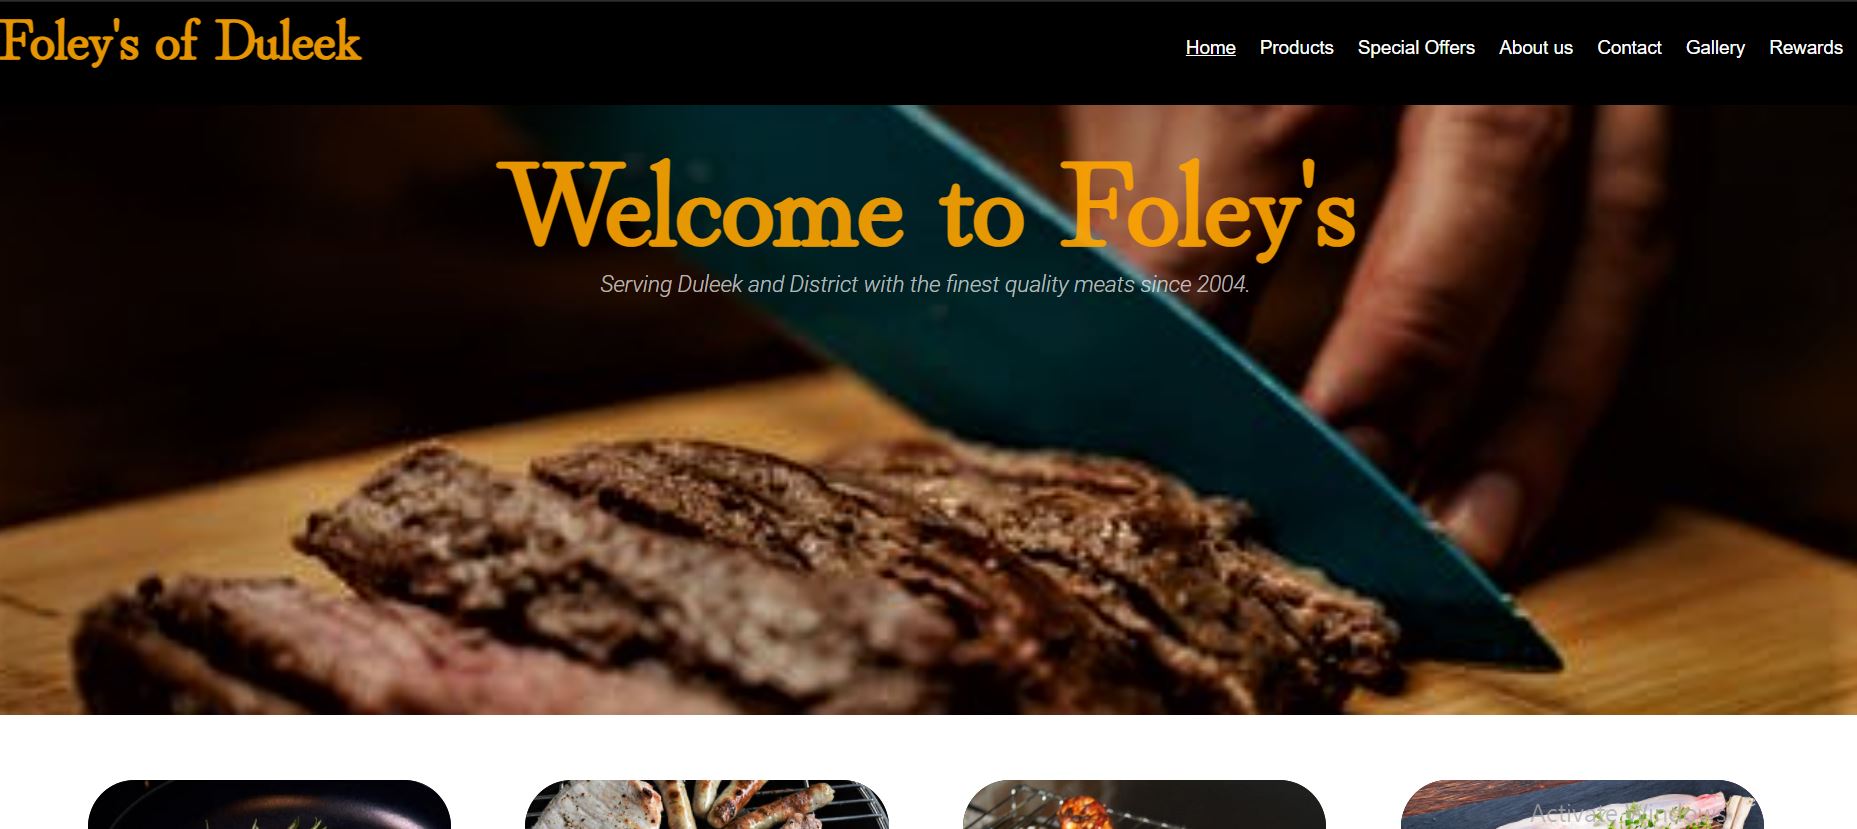 Foley's of Duleek
Home Products Special Offers About us Contact Gallery Rewards
Welcome to Foley's
Serving Duleek and District with the finest quality meats since 2004.
Activate Windows